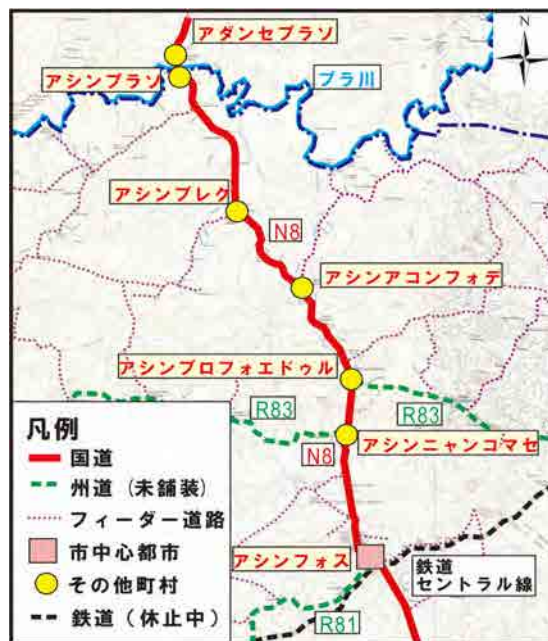 アダンセプラソ
N
アシンプラソ
プラ川
アシンブレク
N8
アシンアコンフォデ
アシンブロフォエドゥル
R83
R83
アシンニャンコマセ
N8
凡例
国道
州道 (未舗装)
フィーダー道路
市中心都市
その他町村
鉄道 (休止中)
アシンフォス
鉄道
セントラル線
R81